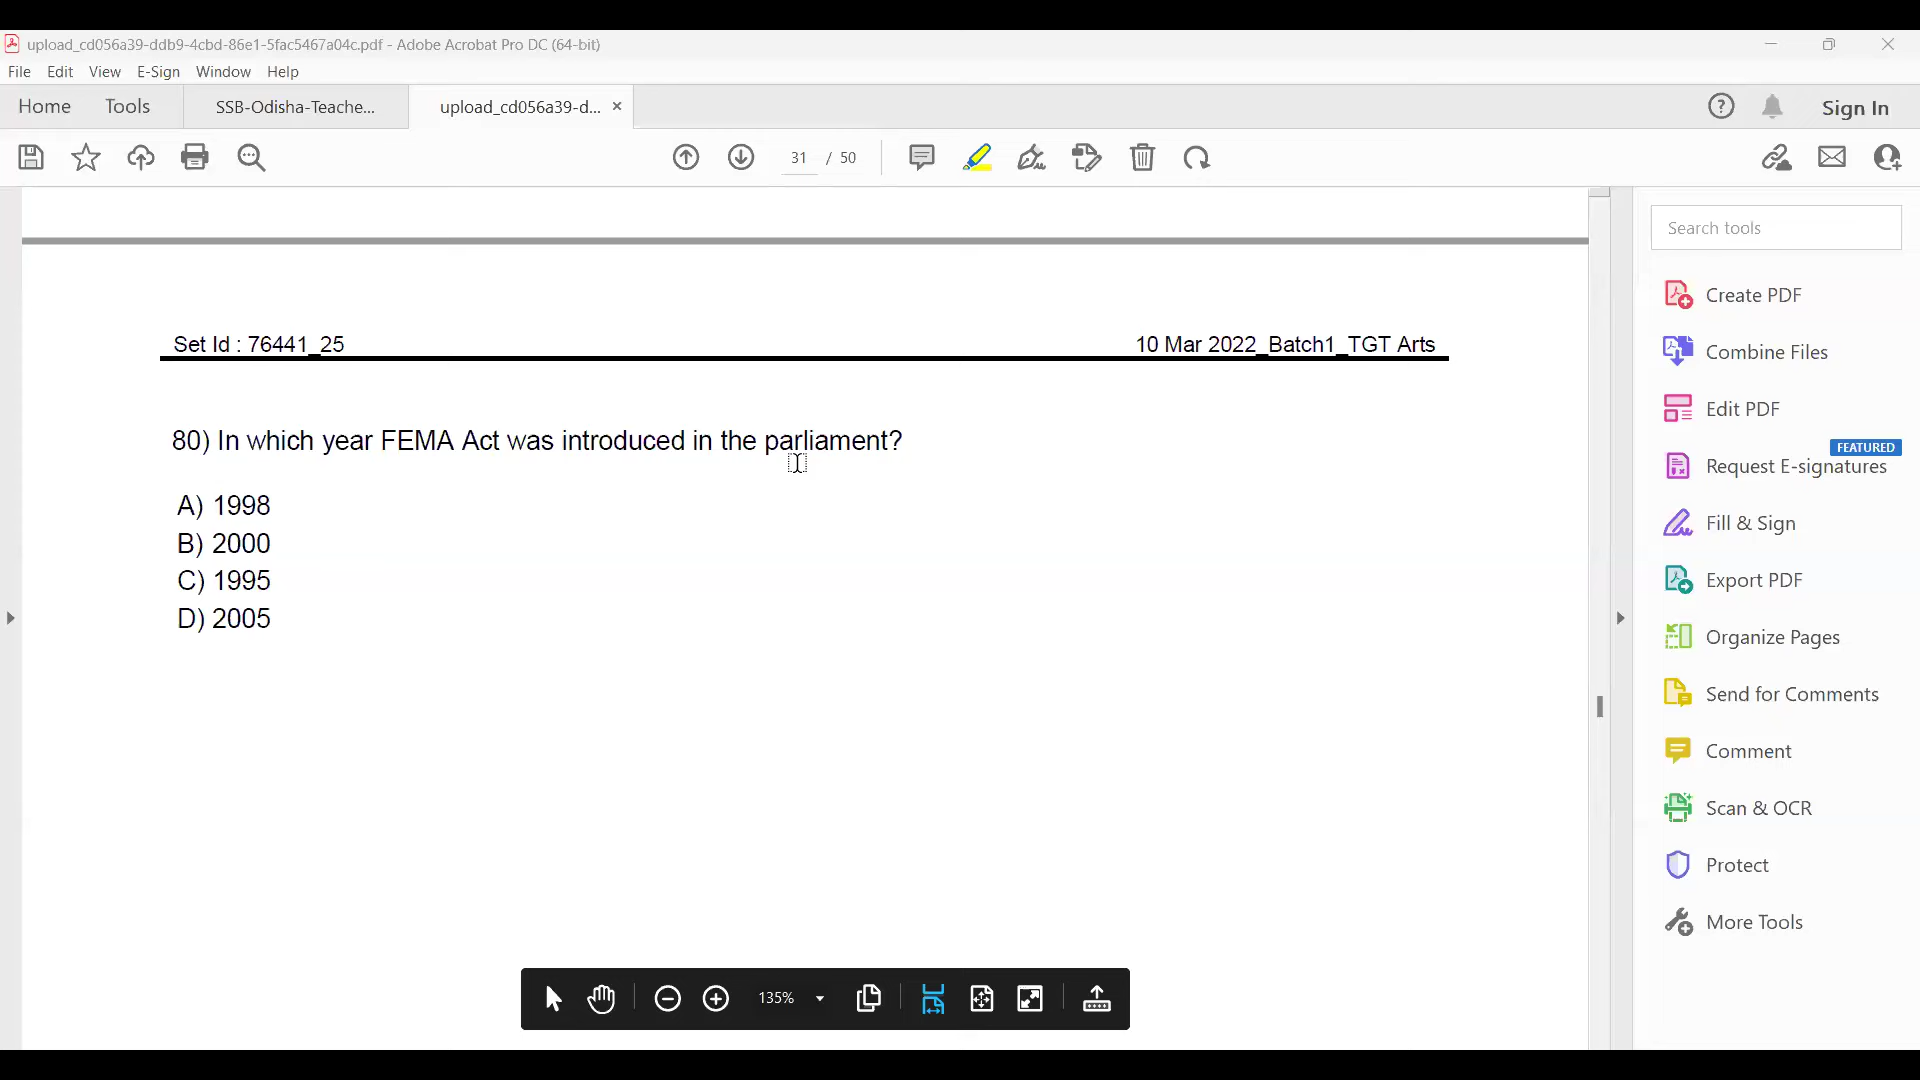 upload_cd056a39-ddb9-4cbd-86e1-5fac5467a04c.pdf - Adobe Acrobat Pro DC (64-bit)
File Edit View E-Sign Window Help
Home Tools SSB-Odisha-Teache... upload_cd056a39-d... × Sign In
31 / 50
Search tools
Set Id : 76441_25 10 Mar 2022_Batch1_TGT Arts
80) In which year FEMA Act was introduced in the parliament?
A) 1998
B) 2000
C) 1995
D) 2005
Create PDF
Combine Files
Edit PDF
FEATURED
Request E-signatures
Fill & Sign
Export PDF
Organize Pages
Send for Comments
Comment
Scan & OCR
Protect
More Tools
135%